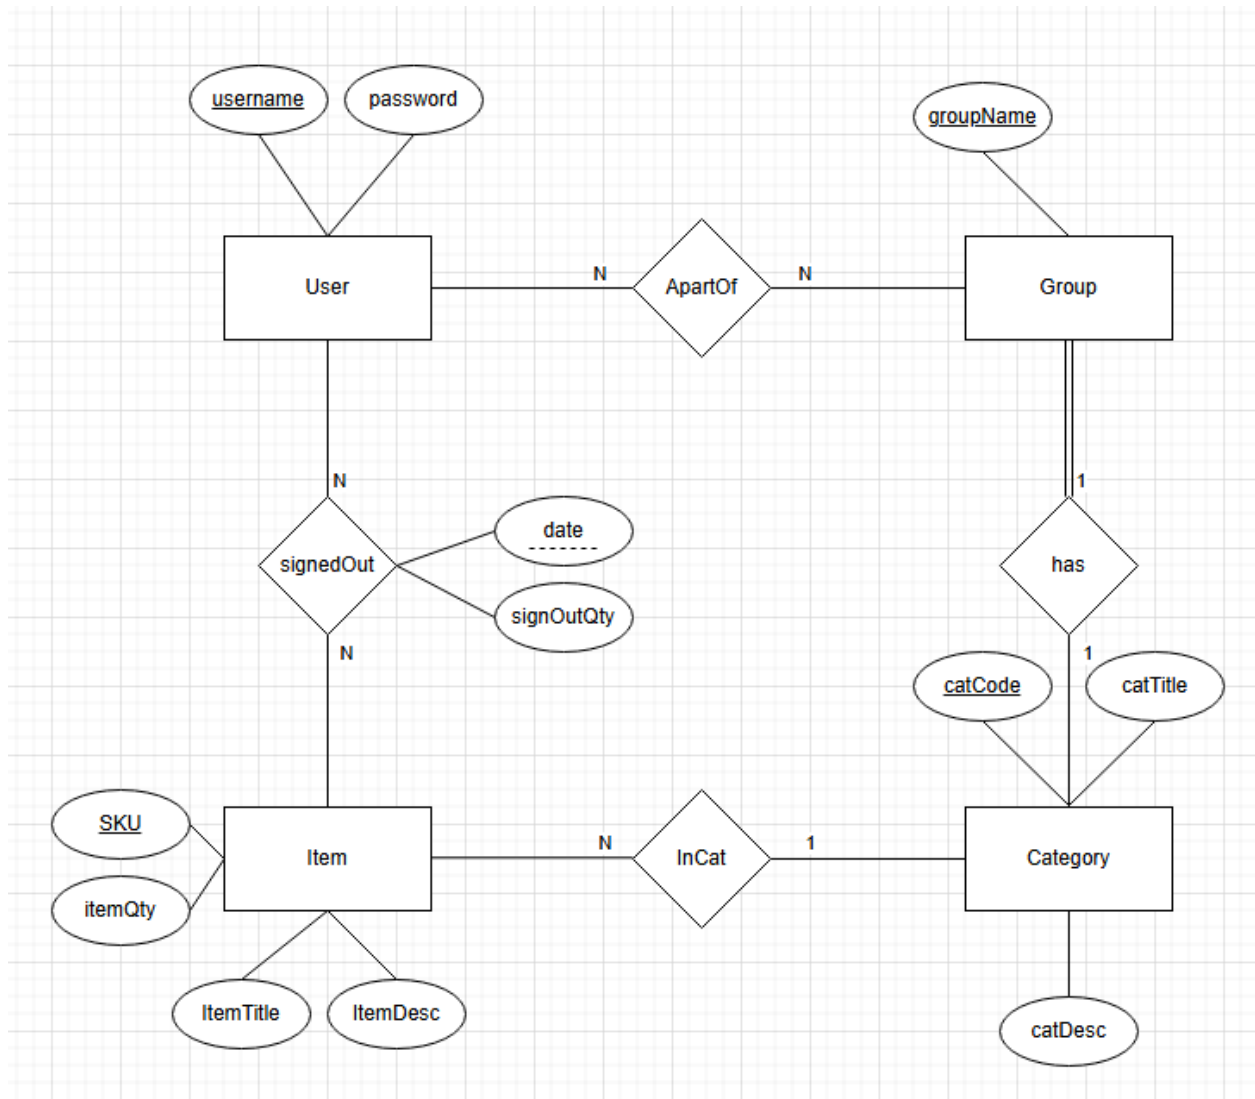 username
password
groupName
User
N
ApartOf
N
Group
N
1
date
signedOut
has
signOutQty
N
1
catCode
catTitle
SKU
Item
N
InCat
1
Category
itemQty
ItemTitle
ItemDesc
catDesc